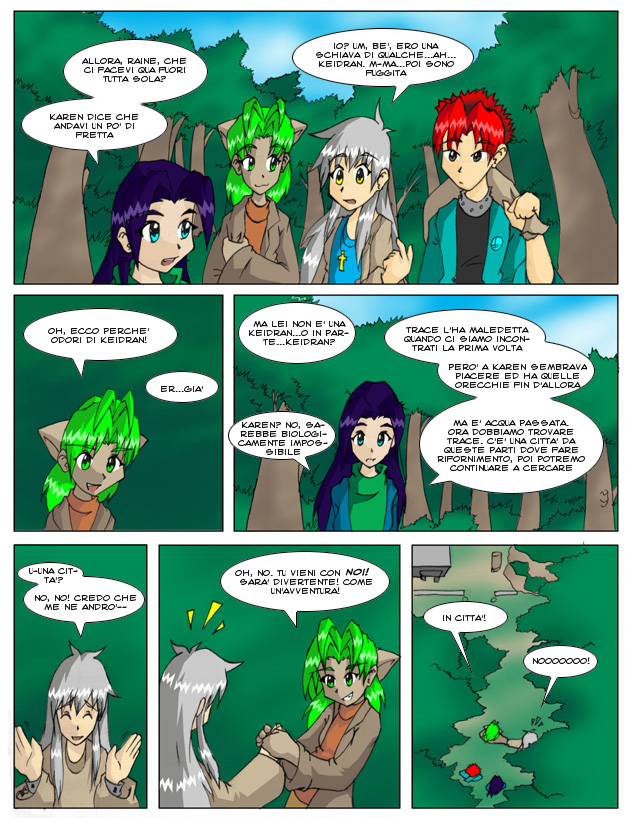 ALLORA, RAINE, CHE
CI FACEVI QUA FUORI
TUTTA SOLA?
KAREN DICE CHE
ANDAVI UN PO' DI
FRETTA
IO? UM, BE', ERO UNA
SCHIAVA DI QUALCHE...AH...
KEIDRAN. M-MA...POI SONO
FUGGITA
OH, ECCO PERCHE'
ODORI DI KEIDRAN!
ER...GIA'
MA LEI NON E' UNA
KEIDRAN...O IN PAR-
TE...KEIDRAN?
KAREN? NO, SA-
REBBE BIOLOGI-
CAMENTE IMPOS-
SIBILE
TRACE L'HA MALEDETTA
QUANDO CI SIAMO INCON-
TRATI LA PRIMA VOLTA
PERO' A KAREN SEMBRAVA
PIACERE ED HA QUELLE
ORECCHIE FIN D'ALLORA
MA E' ACQUA PASSATA.
ORA DOBBIAMO TROVARE
TRACE. C'E' UNA CITTA' DA
QUESTE PARTI DOVE FARE
RIFORNIMENTO, POI POTREMO
CONTINUARE A CERCARE
U-UNA CIT-
TA'?
NO, NO! CREDO CHE
ME NE ANDRO'--
OH, NO. TU VIENI CON NOI!
SARA' DIVERTENTE! COME
UN'AVVENTURA!
IN CITTA'!
NOOOOOOO!